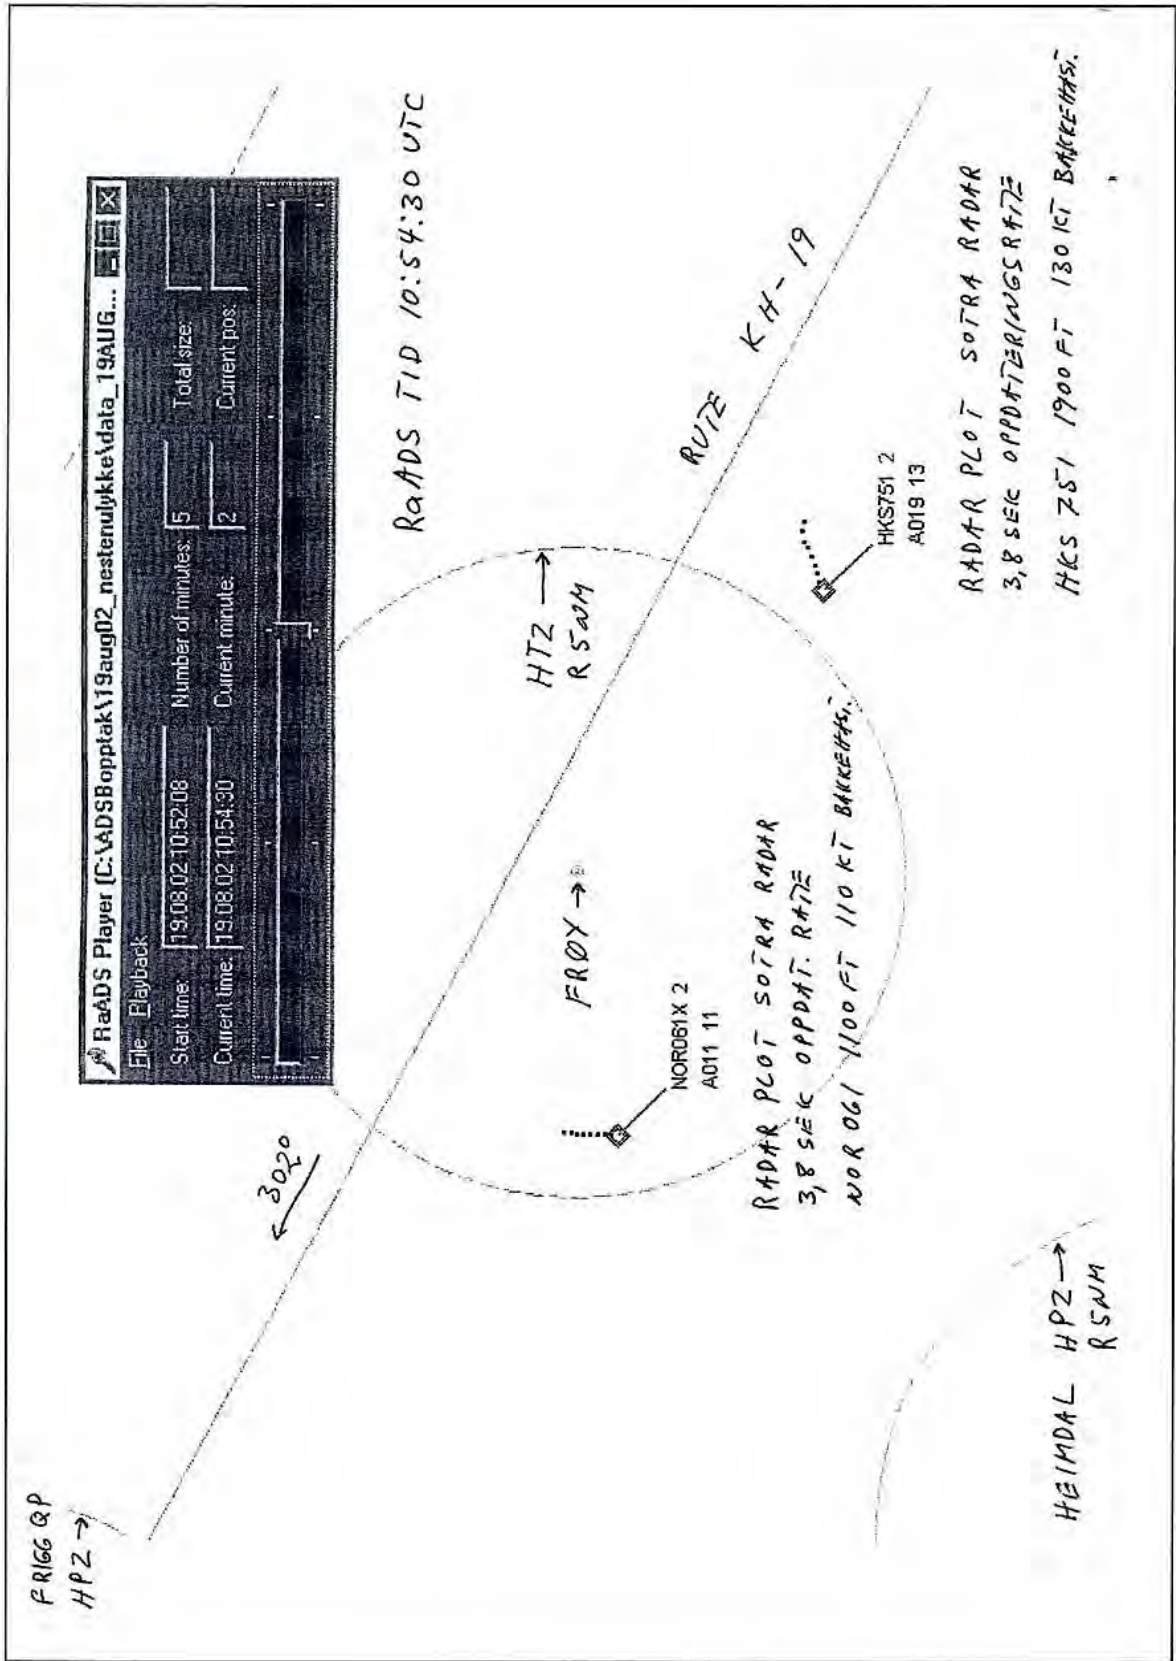 FRIGG QP
HPZ →
302°
RaADS Player [C:\ADSBopptak\19aug02_nestenulykke\data_19AUG...
File Playback
Start time: 19.08.02 10:52:08 Number of minutes: 5 Total size:
Current time: 19.08.02 10:54:30 Current minute: 2 Current pos:
RaADS TID 10:54:30 UTC
HTZ →
R 5 NM
RUTE KH-19
FRØY →
NOR061X 2
A011 11
HKS751 2
A019 13
RADAR PLOT SOTRA RADAR
3,8 SEK OPPDAT. RATE
NOR 061 1100 FT 110 KT BAKKEHAST.
RADAR PLOT SOTRA RADAR
3,8 SEK OPPDATERINGSRATE
HKS 751 1900 FT 130 KT BAKKEHAST.
HEIMDAL HPZ →
R 5NM